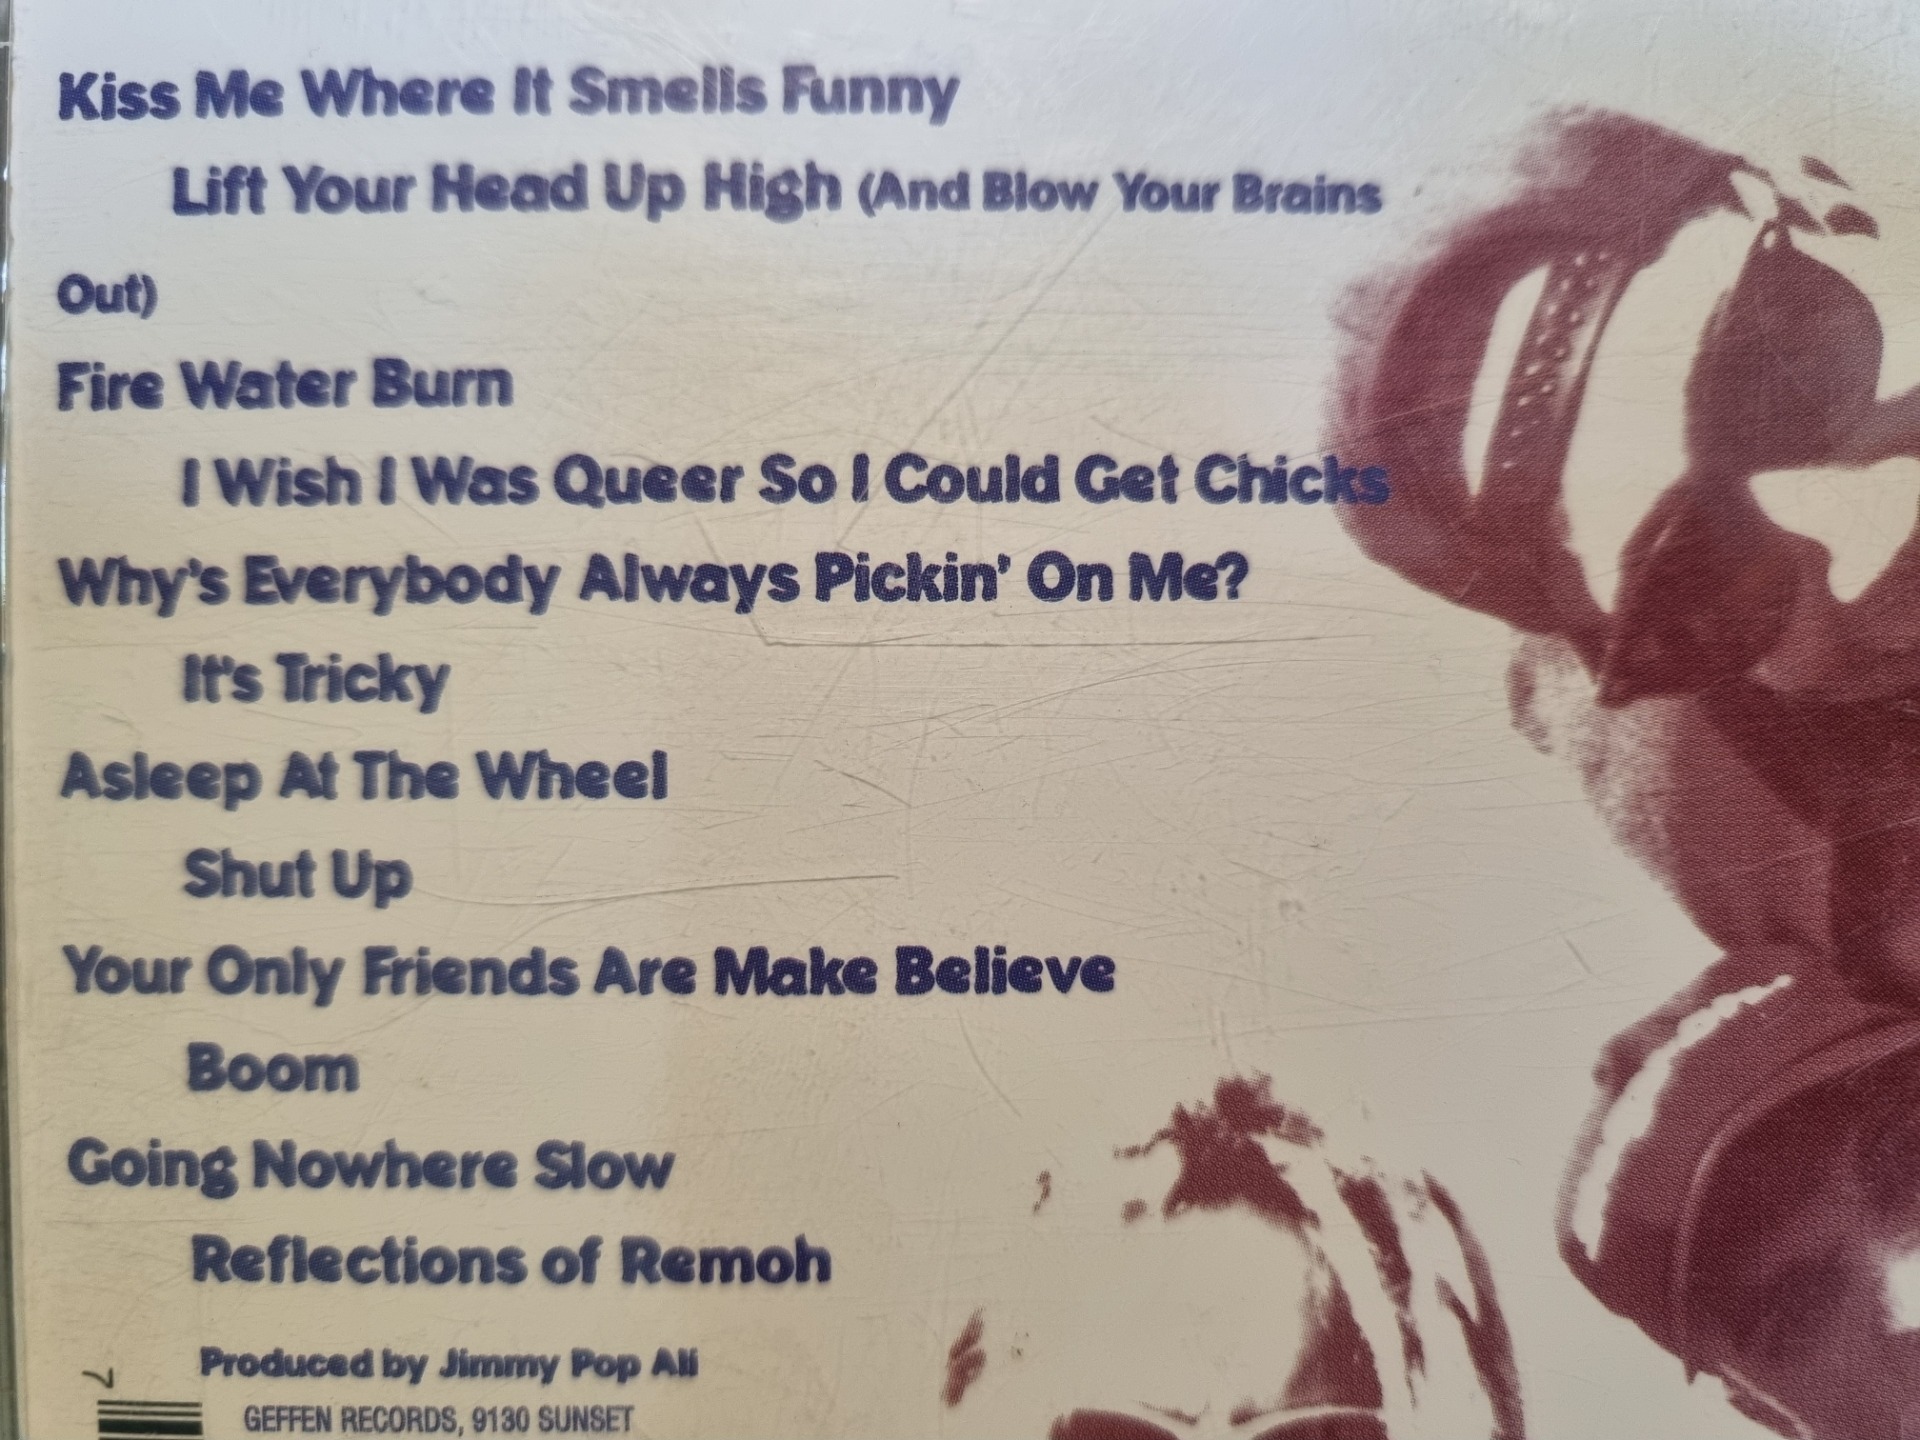 Kiss Me Where It Smells Funny
Lift Your Head Up High (And Blow Your Brains
Out)
Fire Water Burn
I Wish I Was Queer So I Could Get Chicks
Why's Everybody Always Pickin' On Me?
It's Tricky
Asleep At The Wheel
Shut Up
Your Only Friends Are Make Believe
Boom
Going Nowhere Slow
Reflections of Remoh
Produced by Jimmy Pop Ali
7
GEFFEN RECORDS, 9130 SUNSET